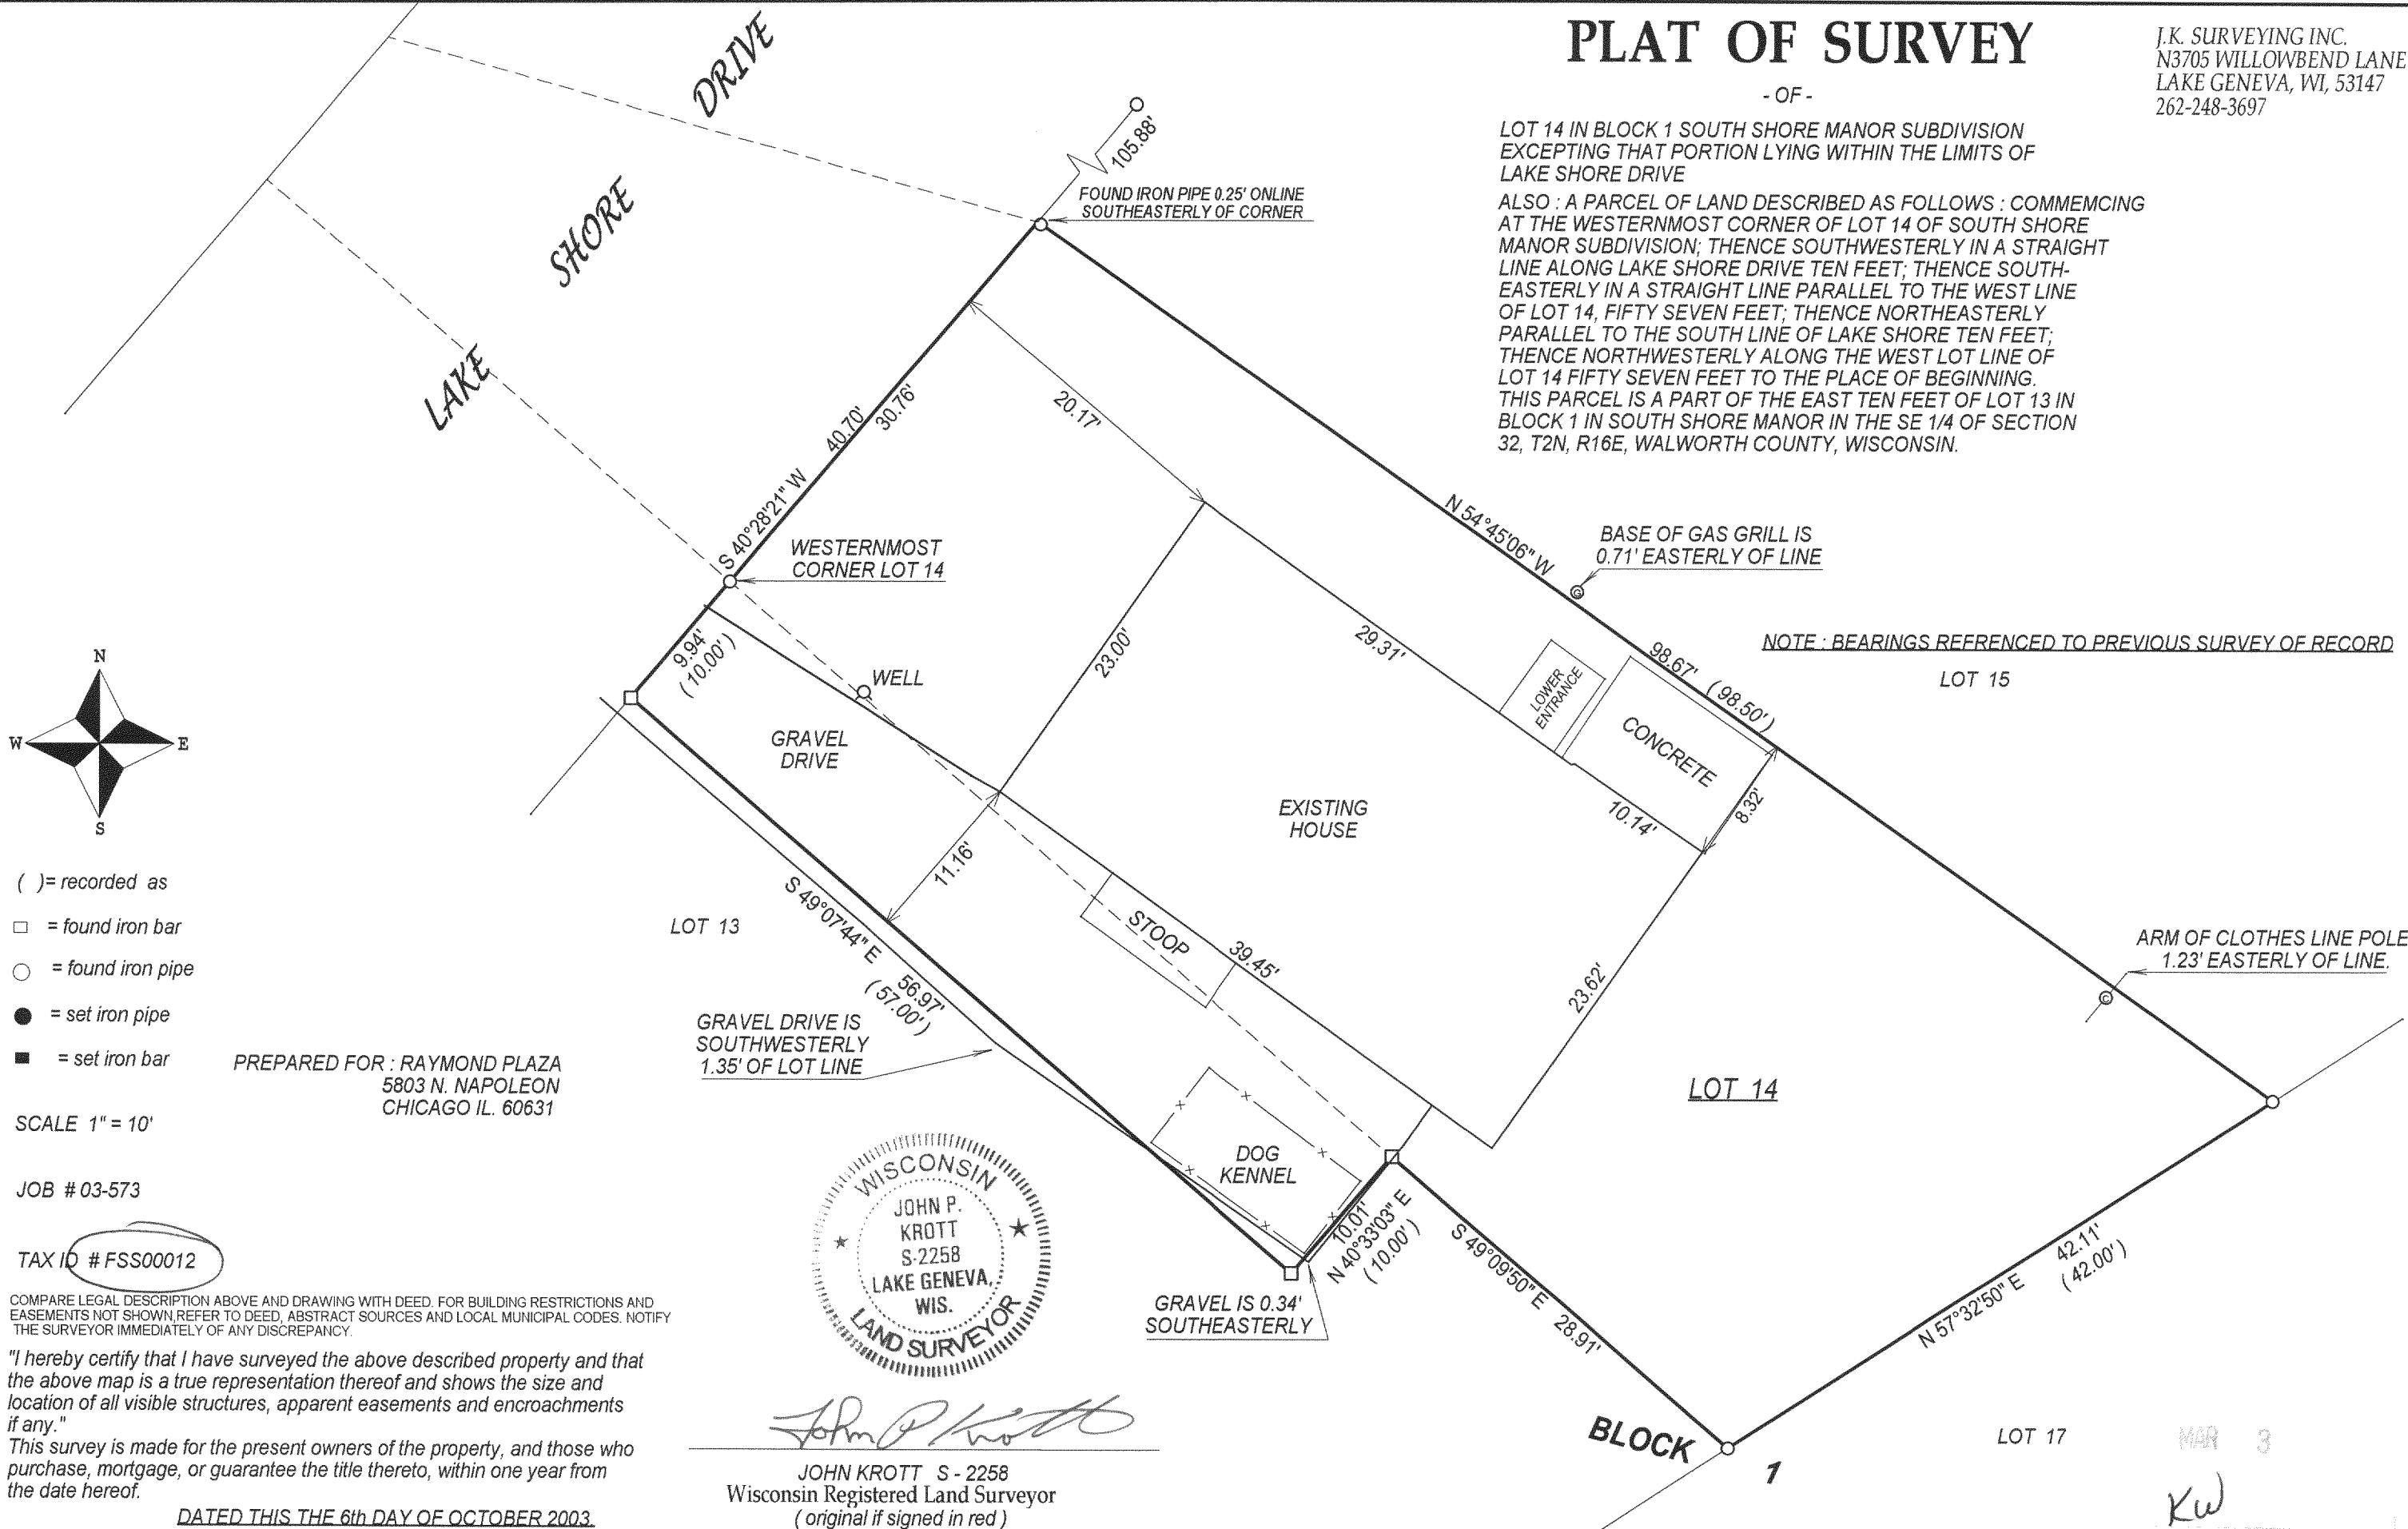 PLAT OF SURVEY
- OF -
LOT 14 IN BLOCK 1 SOUTH SHORE MANOR SUBDIVISION
EXCEPTING THAT PORTION LYING WITHIN THE LIMITS OF
LAKE SHORE DRIVE
ALSO : A PARCEL OF LAND DESCRIBED AS FOLLOWS : COMMEMCING
AT THE WESTERNMOST CORNER OF LOT 14 OF SOUTH SHORE
MANOR SUBDIVISION; THENCE SOUTHWESTERLY IN A STRAIGHT
LINE ALONG LAKE SHORE DRIVE TEN FEET; THENCE SOUTH-
EASTERLY IN A STRAIGHT LINE PARALLEL TO THE WEST LINE
OF LOT 14, FIFTY SEVEN FEET; THENCE NORTHEASTERLY
PARALLEL TO THE SOUTH LINE OF LAKE SHORE TEN FEET;
THENCE NORTHWESTERLY ALONG THE WEST LOT LINE OF
LOT 14 FIFTY SEVEN FEET TO THE PLACE OF BEGINNING.
THIS PARCEL IS A PART OF THE EAST TEN FEET OF LOT 13 IN
BLOCK 1 IN SOUTH SHORE MANOR IN THE SE 1/4 OF SECTION
32, T2N, R16E, WALWORTH COUNTY, WISCONSIN.
J.K. SURVEYING INC.
N3705 WILLOWBEND LANE
LAKE GENEVA, WI, 53147
262-248-3697
LAKE SHORE DRIVE
105.88'
FOUND IRON PIPE 0.25' ONLINE
SOUTHEASTERLY OF CORNER
S 40°28'21" W 40.70'
30.76'
20.17'
WESTERNMOST
CORNER LOT 14
9.94'
( 10.00' )
WELL
GRAVEL
DRIVE
23.00'
29.31'
N 54°45'06" W
98.67' ( 98.50' )
BASE OF GAS GRILL IS
0.71' EASTERLY OF LINE
G
NOTE : BEARINGS REFRENCED TO PREVIOUS SURVEY OF RECORD
LOT 15
LOWER
ENTRANCE
CONCRETE
10.14'
8.32'
EXISTING
HOUSE
11.16'
LOT 13
S 49°07'44" E 56.97'
( 57.00' )
STOOP
39.45'
23.62'
ARM OF CLOTHES LINE POLE
1.23' EASTERLY OF LINE.
C
GRAVEL DRIVE IS
SOUTHWESTERLY
1.35' OF LOT LINE
LOT 14
DOG
KENNEL
10.01'
N 40°33'03" E
( 10.00' )
GRAVEL IS 0.34'
SOUTHEASTERLY
S 49°09'50" E 28.91'
N 57°32'50" E 42.11'
( 42.00' )
BLOCK 1
LOT 17
MAR 3
KW
N
W E
S
( )= recorded as
= found iron bar
= found iron pipe
= set iron pipe
= set iron bar
PREPARED FOR : RAYMOND PLAZA
5803 N. NAPOLEON
CHICAGO IL. 60631
SCALE 1" = 10'
JOB # 03-573
TAX ID # FSS00012
COMPARE LEGAL DESCRIPTION ABOVE AND DRAWING WITH DEED. FOR BUILDING RESTRICTIONS AND
EASEMENTS NOT SHOWN,REFER TO DEED, ABSTRACT SOURCES AND LOCAL MUNICIPAL CODES. NOTIFY
THE SURVEYOR IMMEDIATELY OF ANY DISCREPANCY.
"I hereby certify that I have surveyed the above described property and that
the above map is a true representation thereof and shows the size and
location of all visible structures, apparent easements and encroachments
if any."
This survey is made for the present owners of the property, and those who
purchase, mortgage, or guarantee the title thereto, within one year from
the date hereof.
DATED THIS THE 6th DAY OF OCTOBER 2003.
WISCONSIN
JOHN P.
KROTT
S-2258
LAKE GENEVA,
WIS.
LAND SURVEYOR
John P Krott
JOHN KROTT S - 2258
Wisconsin Registered Land Surveyor
( original if signed in red )